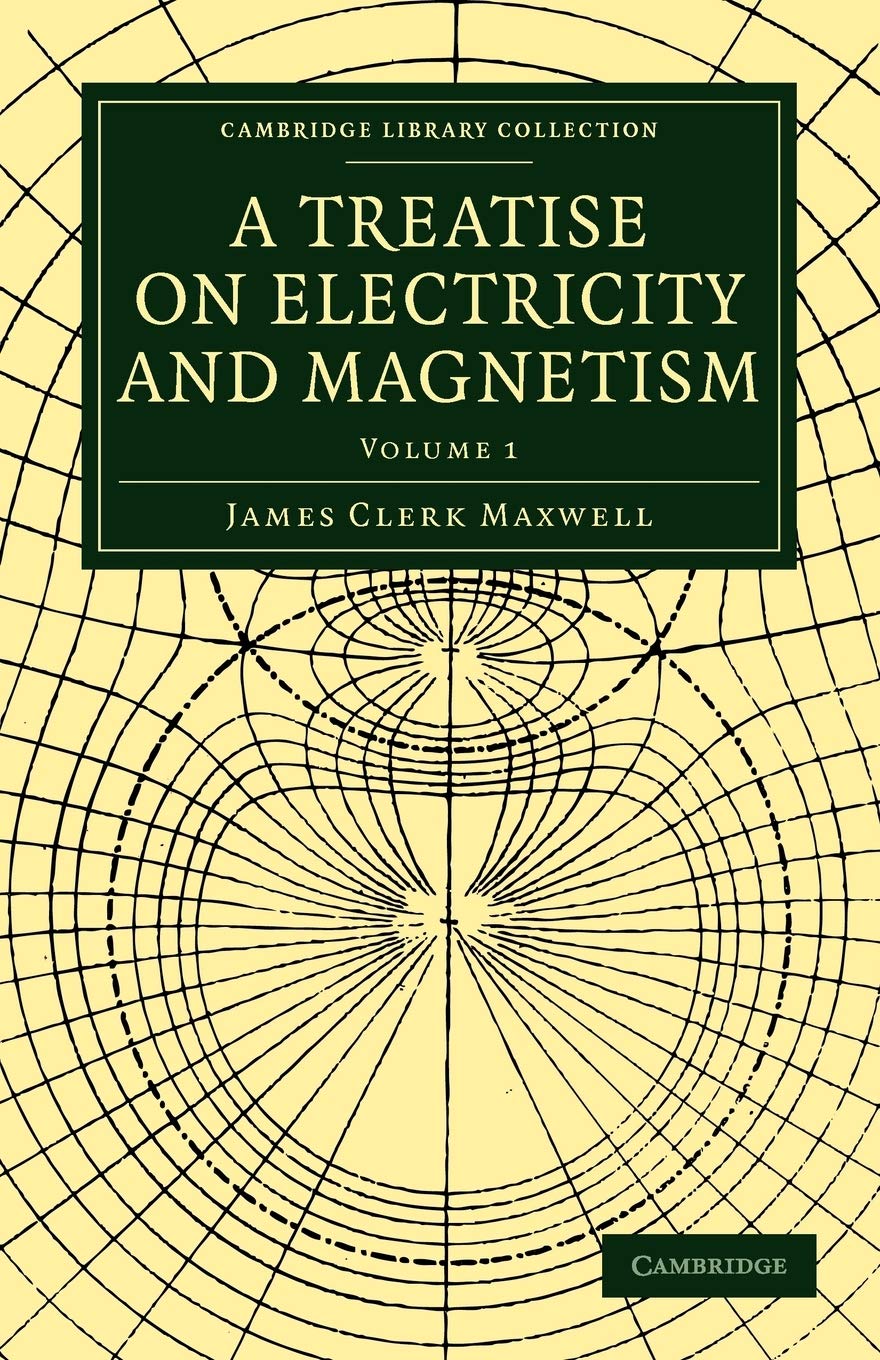 CAMBRIDGE LIBRARY COLLECTION
A TREATISE
ON ELECTRICITY
AND MAGNETISM
VOLUME 1
JAMES CLERK MAXWELL
CAMBRIDGE